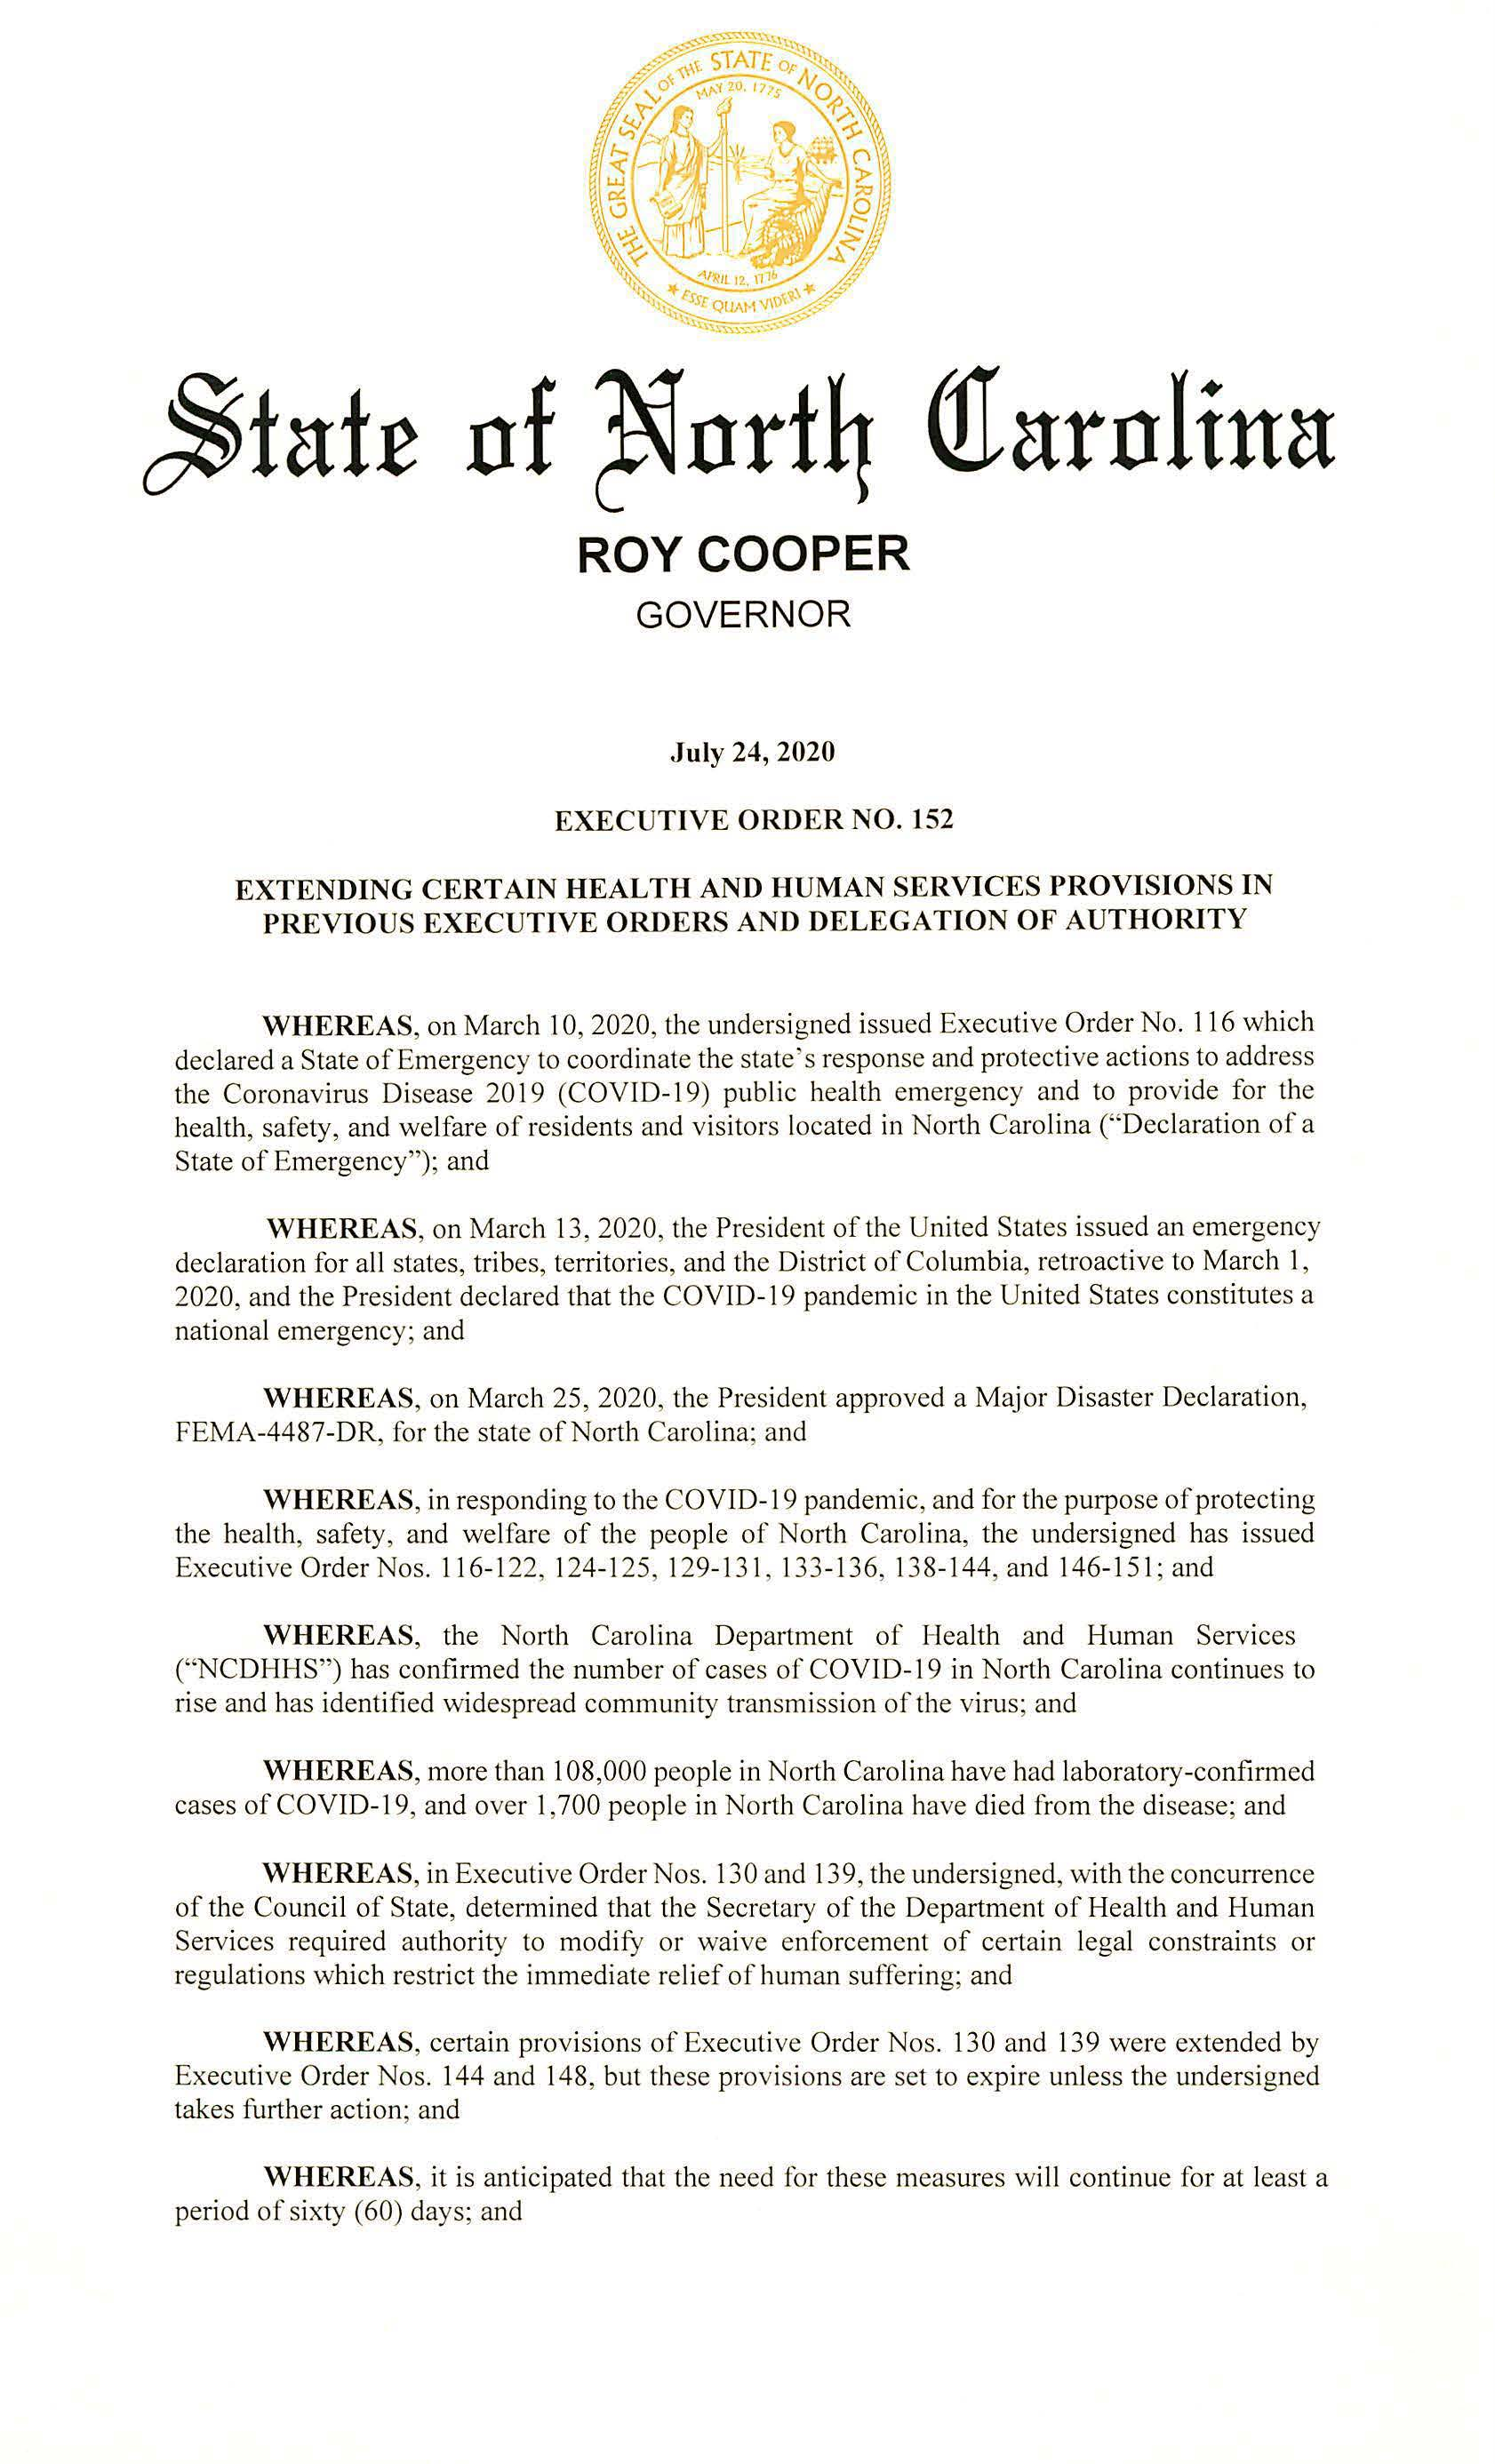 THE GREAT SEAL OF THE STATE OF NORTH CAROLINA
MAY 20, 1775
APRIL 12, 1776
★ ESSE QUAM VIDERI ★
State of North Carolina
ROY COOPER
GOVERNOR
July 24, 2020
EXECUTIVE ORDER NO. 152
EXTENDING CERTAIN HEALTH AND HUMAN SERVICES PROVISIONS IN
PREVIOUS EXECUTIVE ORDERS AND DELEGATION OF AUTHORITY
WHEREAS, on March 10, 2020, the undersigned issued Executive Order No. 116 which
declared a State of Emergency to coordinate the state's response and protective actions to address
the Coronavirus Disease 2019 (COVID-19) public health emergency and to provide for the
health, safety, and welfare of residents and visitors located in North Carolina (“Declaration of a
State of Emergency”); and
WHEREAS, on March 13, 2020, the President of the United States issued an emergency
declaration for all states, tribes, territories, and the District of Columbia, retroactive to March 1,
2020, and the President declared that the COVID-19 pandemic in the United States constitutes a
national emergency; and
WHEREAS, on March 25, 2020, the President approved a Major Disaster Declaration,
FEMA-4487-DR, for the state of North Carolina; and
WHEREAS, in responding to the COVID-19 pandemic, and for the purpose of protecting
the health, safety, and welfare of the people of North Carolina, the undersigned has issued
Executive Order Nos. 116-122, 124-125, 129-131, 133-136, 138-144, and 146-151; and
WHEREAS, the North Carolina Department of Health and Human Services
(“NCDHHS”) has confirmed the number of cases of COVID-19 in North Carolina continues to
rise and has identified widespread community transmission of the virus; and
WHEREAS, more than 108,000 people in North Carolina have had laboratory-confirmed
cases of COVID-19, and over 1,700 people in North Carolina have died from the disease; and
WHEREAS, in Executive Order Nos. 130 and 139, the undersigned, with the concurrence
of the Council of State, determined that the Secretary of the Department of Health and Human
Services required authority to modify or waive enforcement of certain legal constraints or
regulations which restrict the immediate relief of human suffering; and
WHEREAS, certain provisions of Executive Order Nos. 130 and 139 were extended by
Executive Order Nos. 144 and 148, but these provisions are set to expire unless the undersigned
takes further action; and
WHEREAS, it is anticipated that the need for these measures will continue for at least a
period of sixty (60) days; and